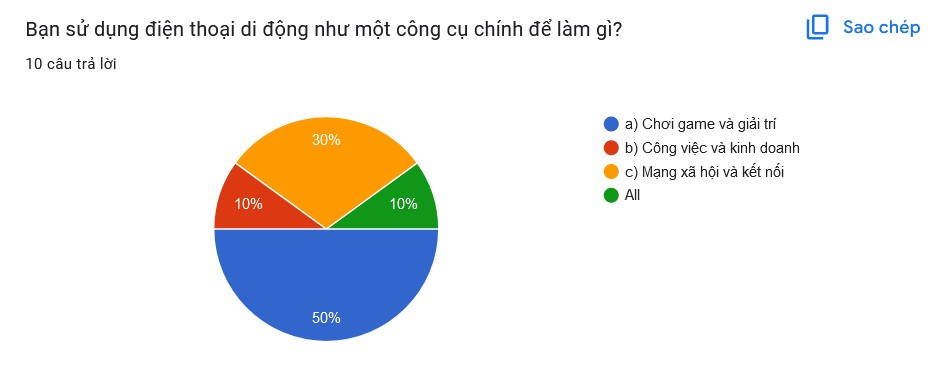 Bạn sử dụng điện thoại di động như một công cụ chính để làm gì?
Sao chép
10 câu trả lời
30%
10%
10%
50%
a) Chơi game và giải trí
b) Công việc và kinh doanh
c) Mạng xã hội và kết nối
All